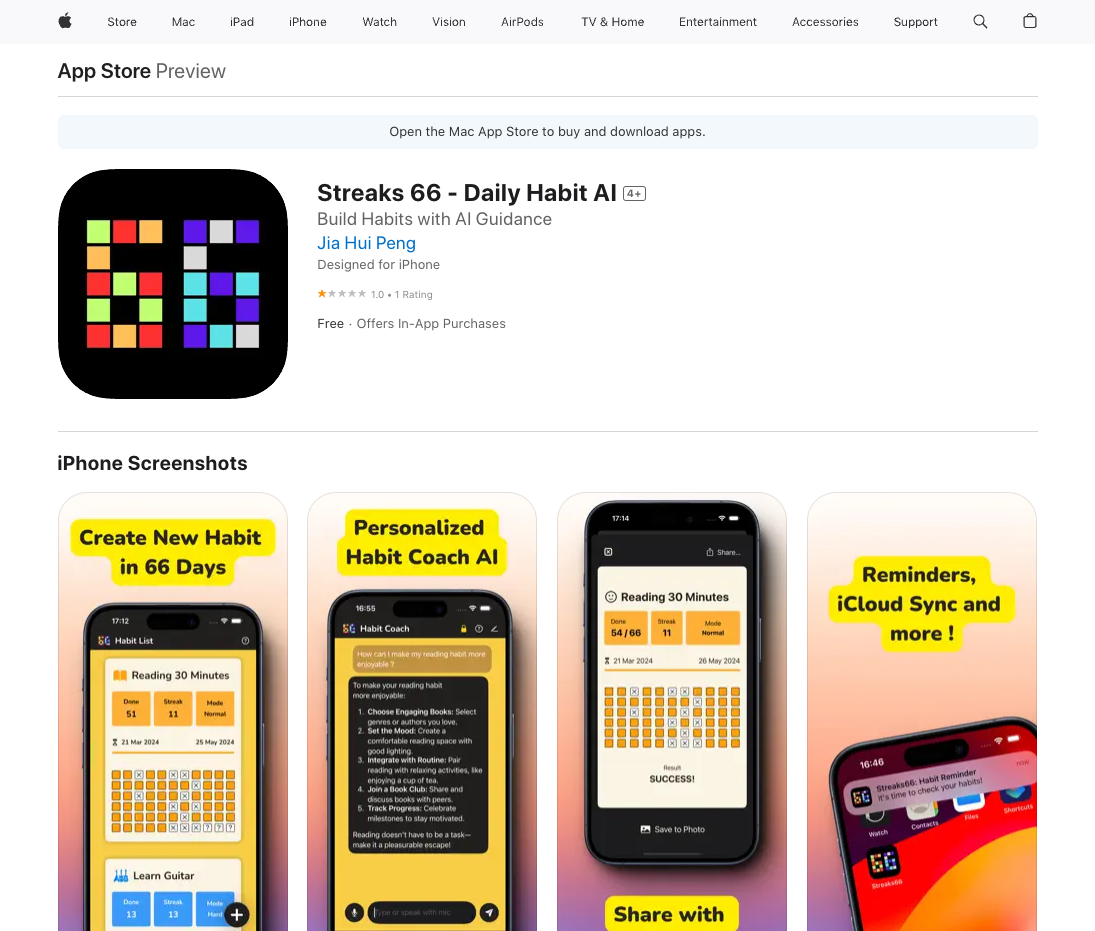 Store Mac iPad iPhone Watch Vision AirPods TV & Home Entertainment Accessories Support
App Store Preview
Open the Mac App Store to buy and download apps.
Streaks 66 - Daily Habit AI 4+
Build Habits with AI Guidance
Jia Hui Peng
Designed for iPhone
1.0 • 1 Rating
Free · Offers In-App Purchases
iPhone Screenshots
Create New Habit
in 66 Days
17:12
Habit List
Reading 30 Minutes
Done Streak Mode
51 11 Normal
21 Mar 2024 25 May 2024
Learn Guitar
Done Streak Mode
13 13 Hard
Personalized
Habit Coach AI
16:55
Habit Coach
How can I make my reading habit more
enjoyable ?
To make your reading habit
more enjoyable:
1. Choose Engaging Books: Select
genres or authors you love.
2. Set the Mood: Create a
comfortable reading space with
good lighting.
3. Integrate with Routine: Pair
reading with relaxing activities, like
enjoying a cup of tea.
4. Join a Book Club: Share and
discuss books with peers.
5. Track Progress: Celebrate
milestones to stay motivated.
Reading doesn't have to be a task—
make it a pleasurable escape!
Type or speak with mic
17:14
Share...
Reading 30 Minutes
Done Streak Mode
54 / 66 11 Normal
21 Mar 2024 26 May 2024
Result
SUCCESS!
Save to Photo
Share with
Reminders,
iCloud Sync and
more !
16:46
Streaks66: Habit Reminder now
It's time to check your habits!
Watch Contacts Files Shortcuts
Streaks66